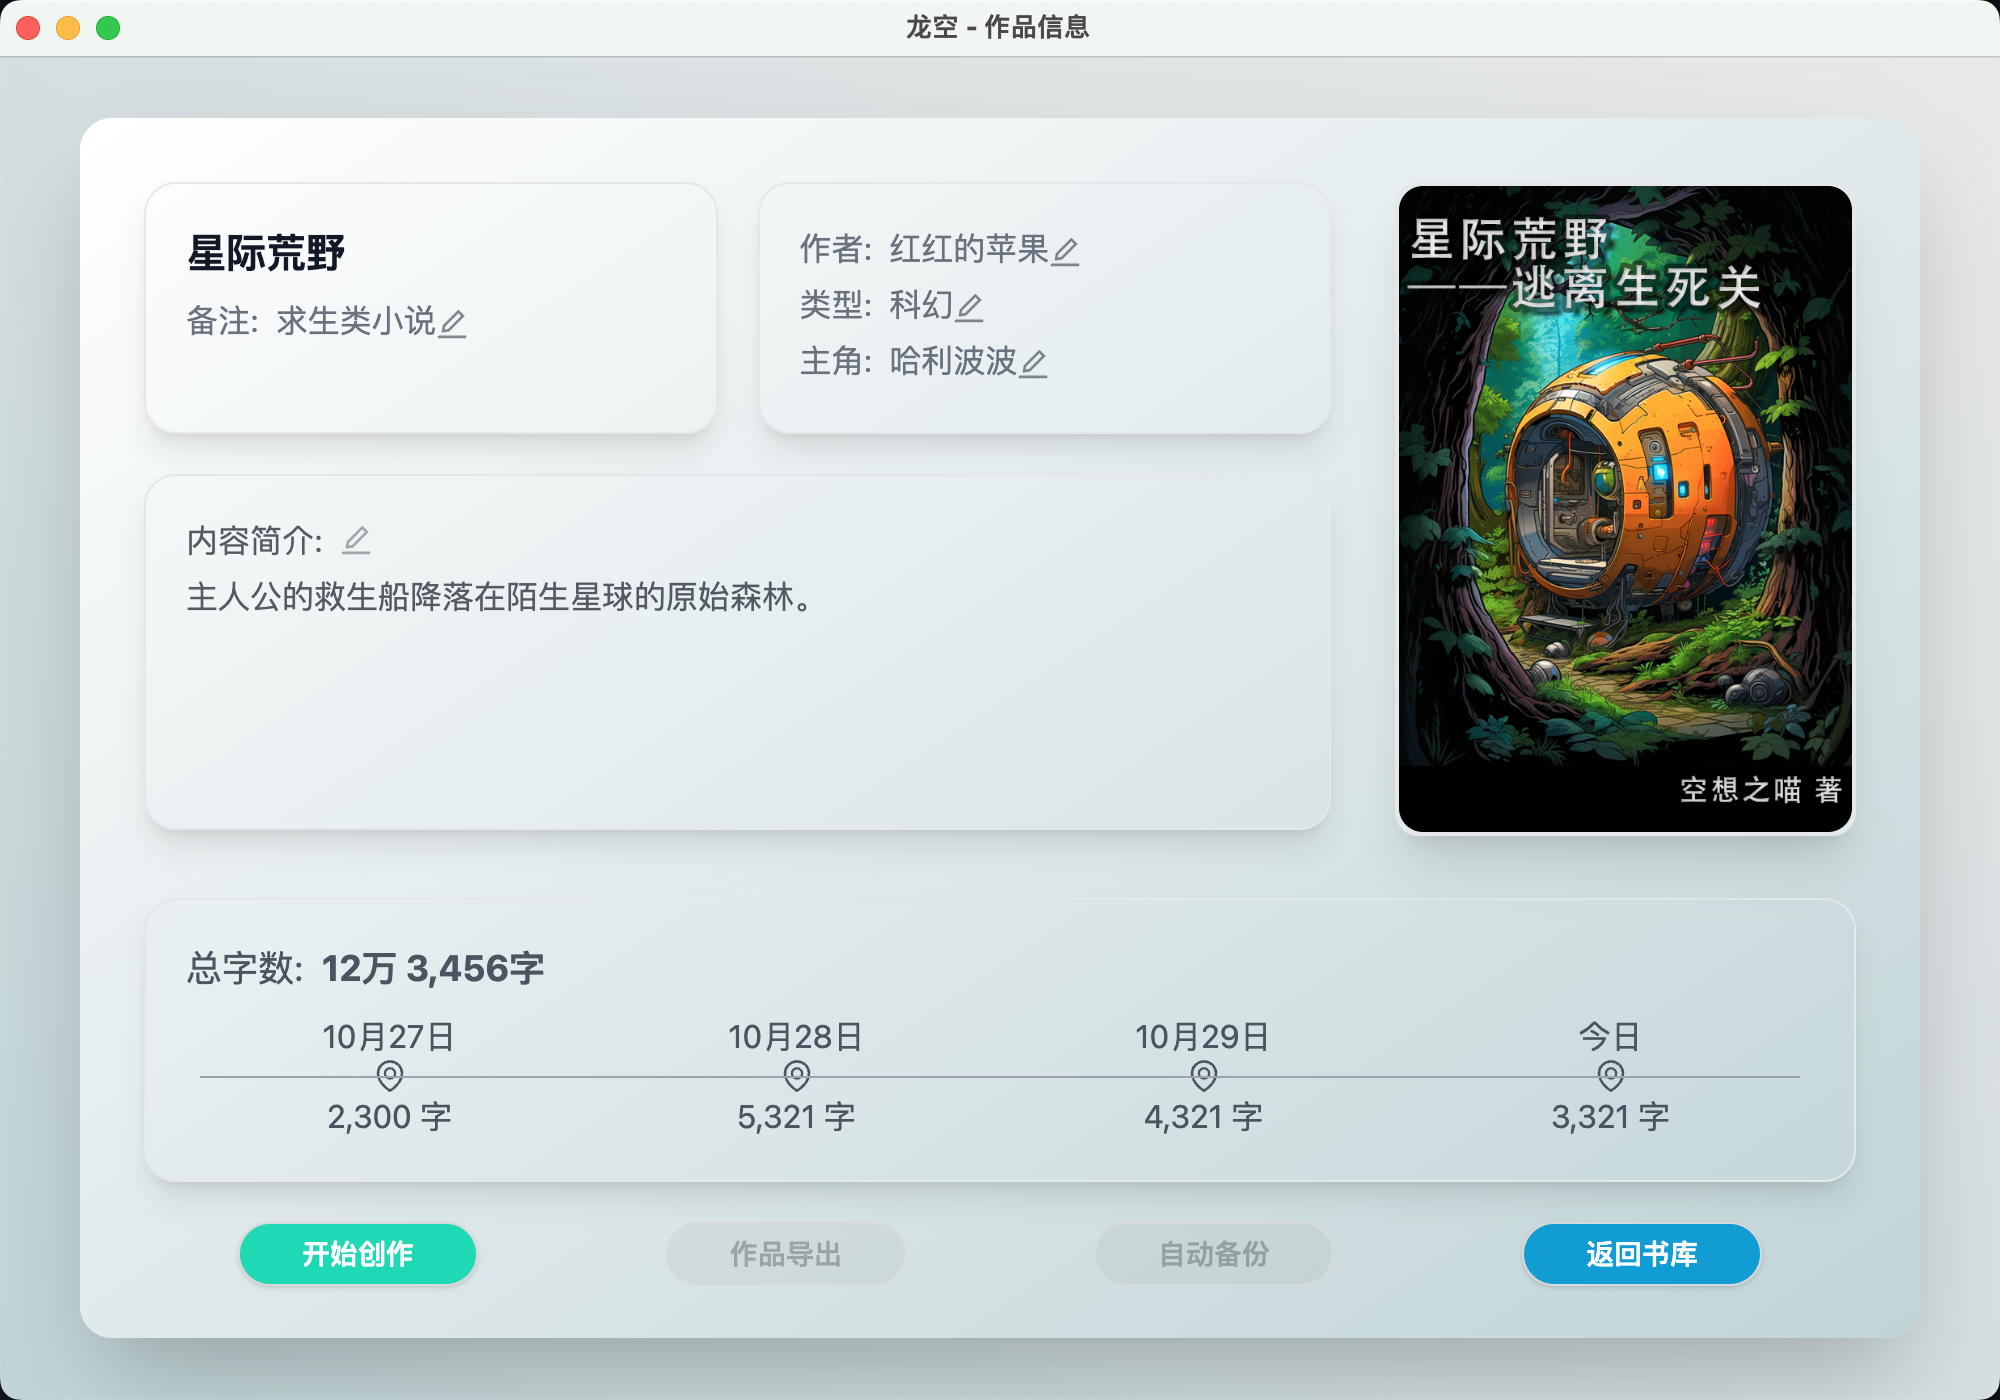 龙空 - 作品信息
星际荒野
备注: 求生类小说
作者: 红红的苹果
类型: 科幻
主角: 哈利波波
星际荒野
——逃离生死关
空想之喵 著
内容简介:
主人公的救生船降落在陌生星球的原始森林。
总字数: 12万 3,456字
10月27日
10月28日
10月29日
今日
2,300 字
5,321 字
4,321 字
3,321 字
开始创作
作品导出
自动备份
返回书库